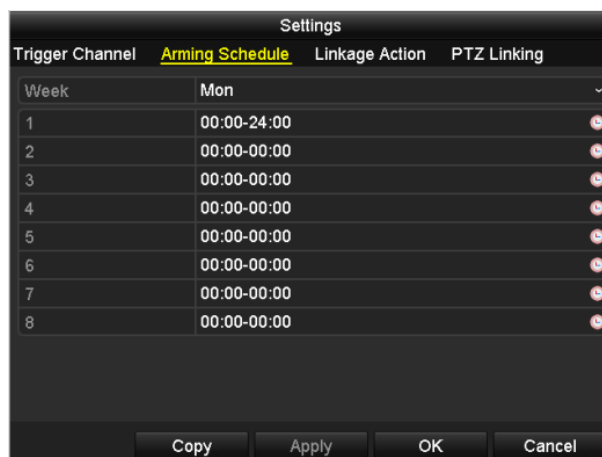 Settings
Trigger Channel Arming Schedule Linkage Action PTZ Linking
Week Mon
1 00:00-24:00
2 00:00-00:00
3 00:00-00:00
4 00:00-00:00
5 00:00-00:00
6 00:00-00:00
7 00:00-00:00
8 00:00-00:00
Copy Apply OK Cancel